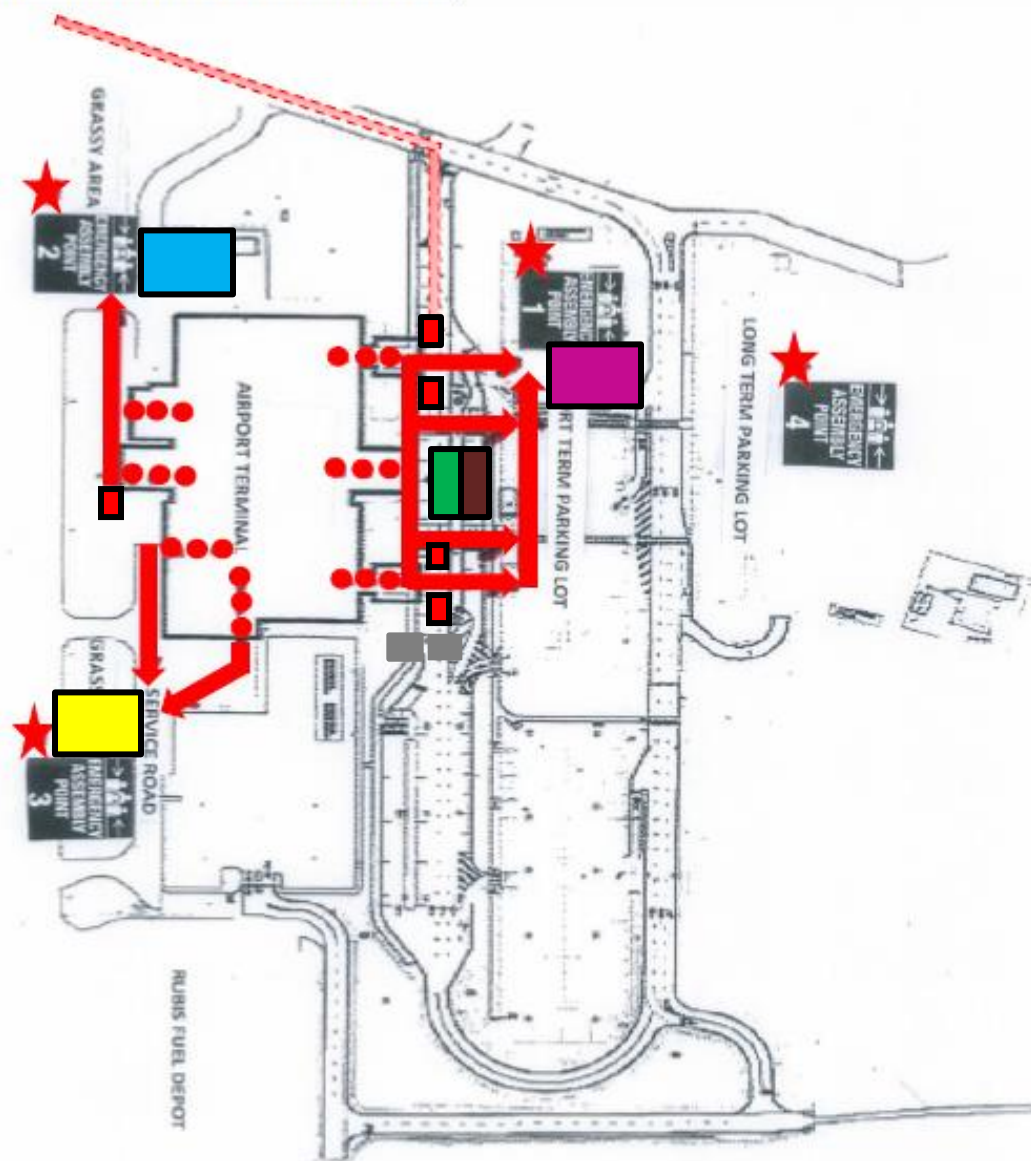 GRASSY AREA
EMERGENCY
ASSEMBLY
POINT
2
EMERGENCY
ASSEMBLY
POINT
1
LONG TERM PARKING LOT
EMERGENCY
ASSEMBLY
POINT
4
AIRPORT TERMINAL
RT TERM PARKING LOT
GRASS
SERVICE ROAD
EMERGENCY
ASSEMBLY
POINT
3
RUBIS FUEL DEPOT